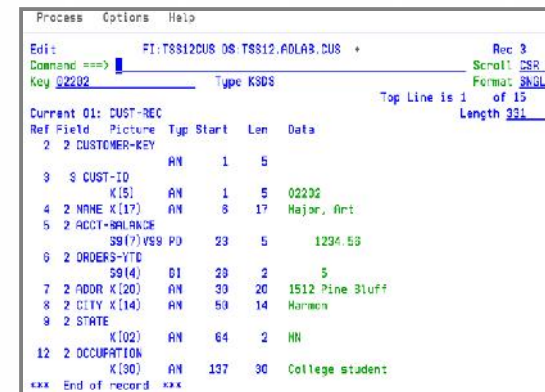 Process Options Help
Edit FI:TSS12CUS DS:TSS12.ADLAB.CUS + Rec 3
Command ===> Scroll CSR
Key 02202 Type KSDS Format SNGL
Top Line is 1 of 15
Current 01: CUST-REC Length 331
Ref Field Picture Typ Start Len Data
2 2 CUSTOMER-KEY
AN 1 5
3 3 CUST-ID
X(5) AN 1 5 02202
4 2 NAME X(17) AN 6 17 Major, Art
5 2 ACCT-BALANCE
S9(7)V99 PD 23 5 1234.56
6 2 ORDERS-YTD
S9(4) BI 28 2 5
7 2 ADDR X(20) AN 30 20 1512 Pine Bluff
8 2 CITY X(14) AN 50 14 Harmon
9 2 STATE
X(02) AN 64 2 MN
12 2 OCCUPATION
X(30) AN 137 30 College student
*** End of record ***